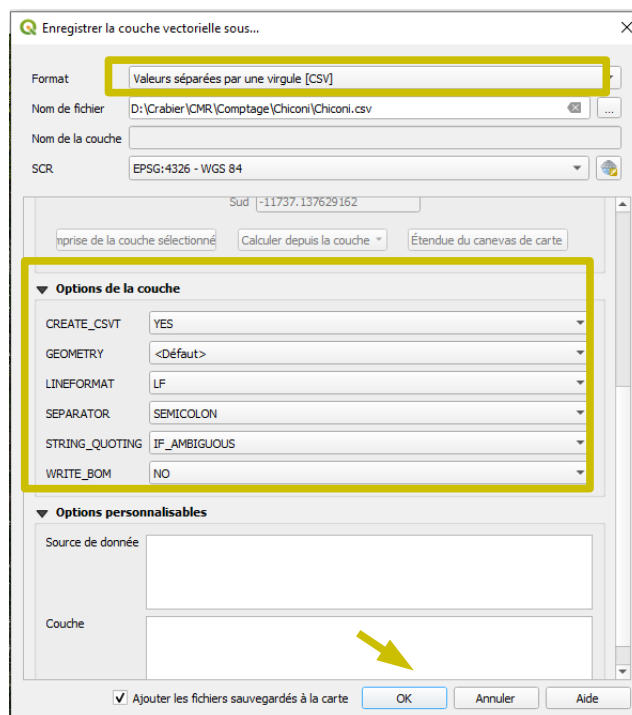 Enregistrer la couche vectorielle sous...
Format Valeurs séparées par une virgule [CSV]
Nom de fichier D:\Crabier\CMR\Comptage\Chiconi\Chiconi.csv ...
Nom de la couche
SCR EPSG:4326 - WGS 84
Sud -11737.137629162
mprise de la couche sélectionné Calculer depuis la couche Étendue du canevas de carte
Options de la couche
CREATE_CSVT YES
GEOMETRY <Défaut>
LINEFORMAT LF
SEPARATOR SEMICOLON
STRING_QUOTING IF_AMBIGUOUS
WRITE_BOM NO
Options personnalisables
Source de donnée
Couche
Ajouter les fichiers sauvegardés à la carte OK Annuler Aide